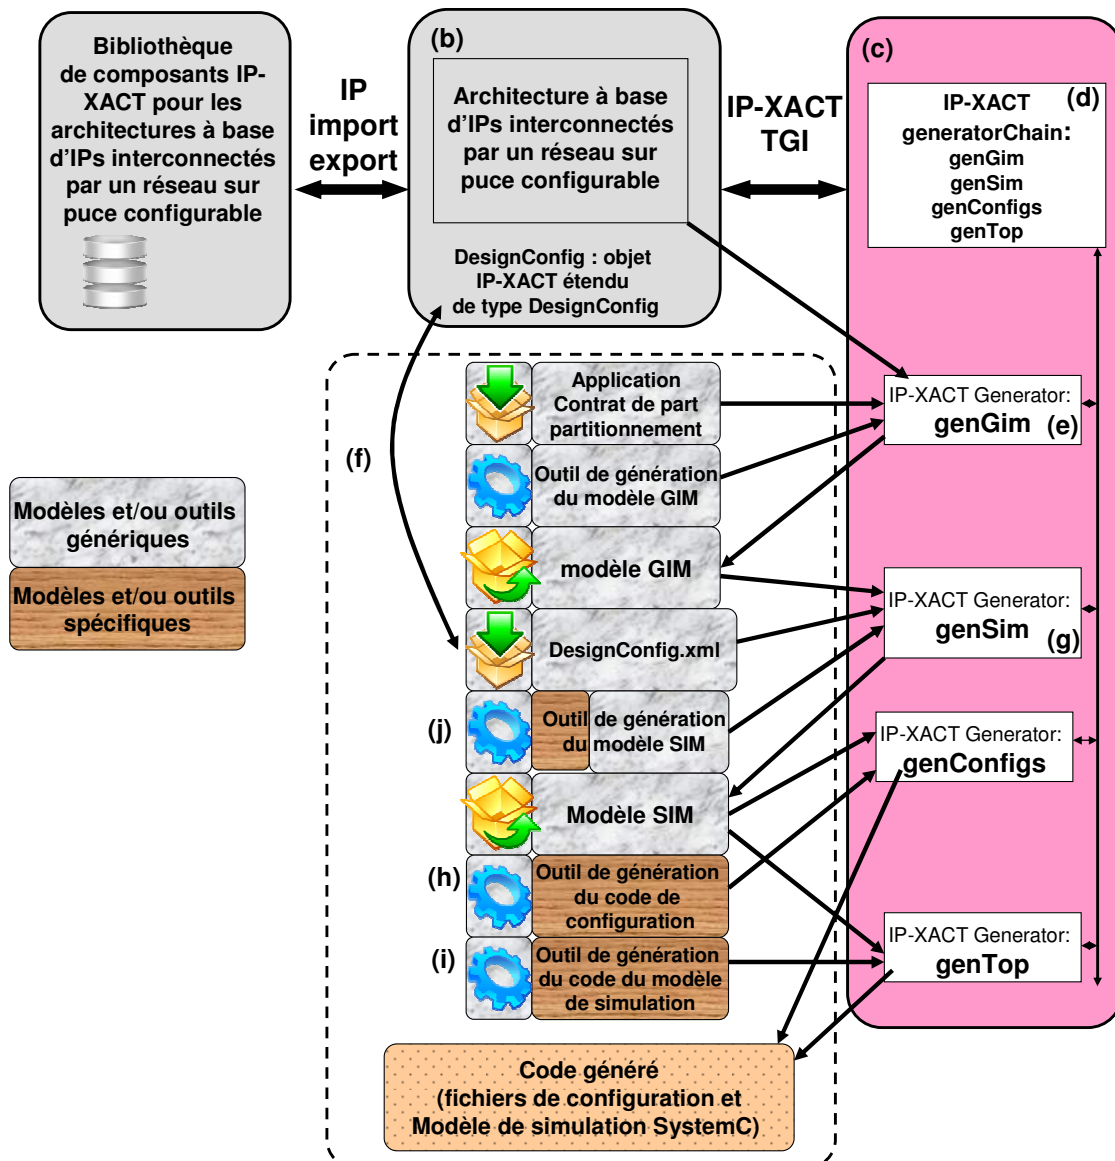 Bibliothèque
de composants IP-
XACT pour les
architectures à base
d'IPs interconnectés
par un réseau sur
puce configurable
IP
import
export
(b)
Architecture à base
d'IPs interconnectés
par un réseau sur
puce configurable
DesignConfig : objet
IP-XACT étendu
de type DesignConfig
IP-XACT
TGI
(c)
(d)
IP-XACT
generatorChain:
genGim
genSim
genConfigs
genTop
(f)
Application
Contrat de part
partitionnement
Outil de génération
du modèle GIM
modèle GIM
DesignConfig.xml
(j)
Outil de génération
du modèle SIM
Modèle SIM
(h)
Outil de génération
du code de
configuration
(i)
Outil de génération
du code du modèle
de simulation
IP-XACT Generator:
genGim
(e)
IP-XACT Generator:
genSim
(g)
IP-XACT Generator:
genConfigs
IP-XACT Generator:
genTop
Modèles et/ou outils
génériques
Modèles et/ou outils
spécifiques
Code généré
(fichiers de configuration et
Modèle de simulation SystemC)